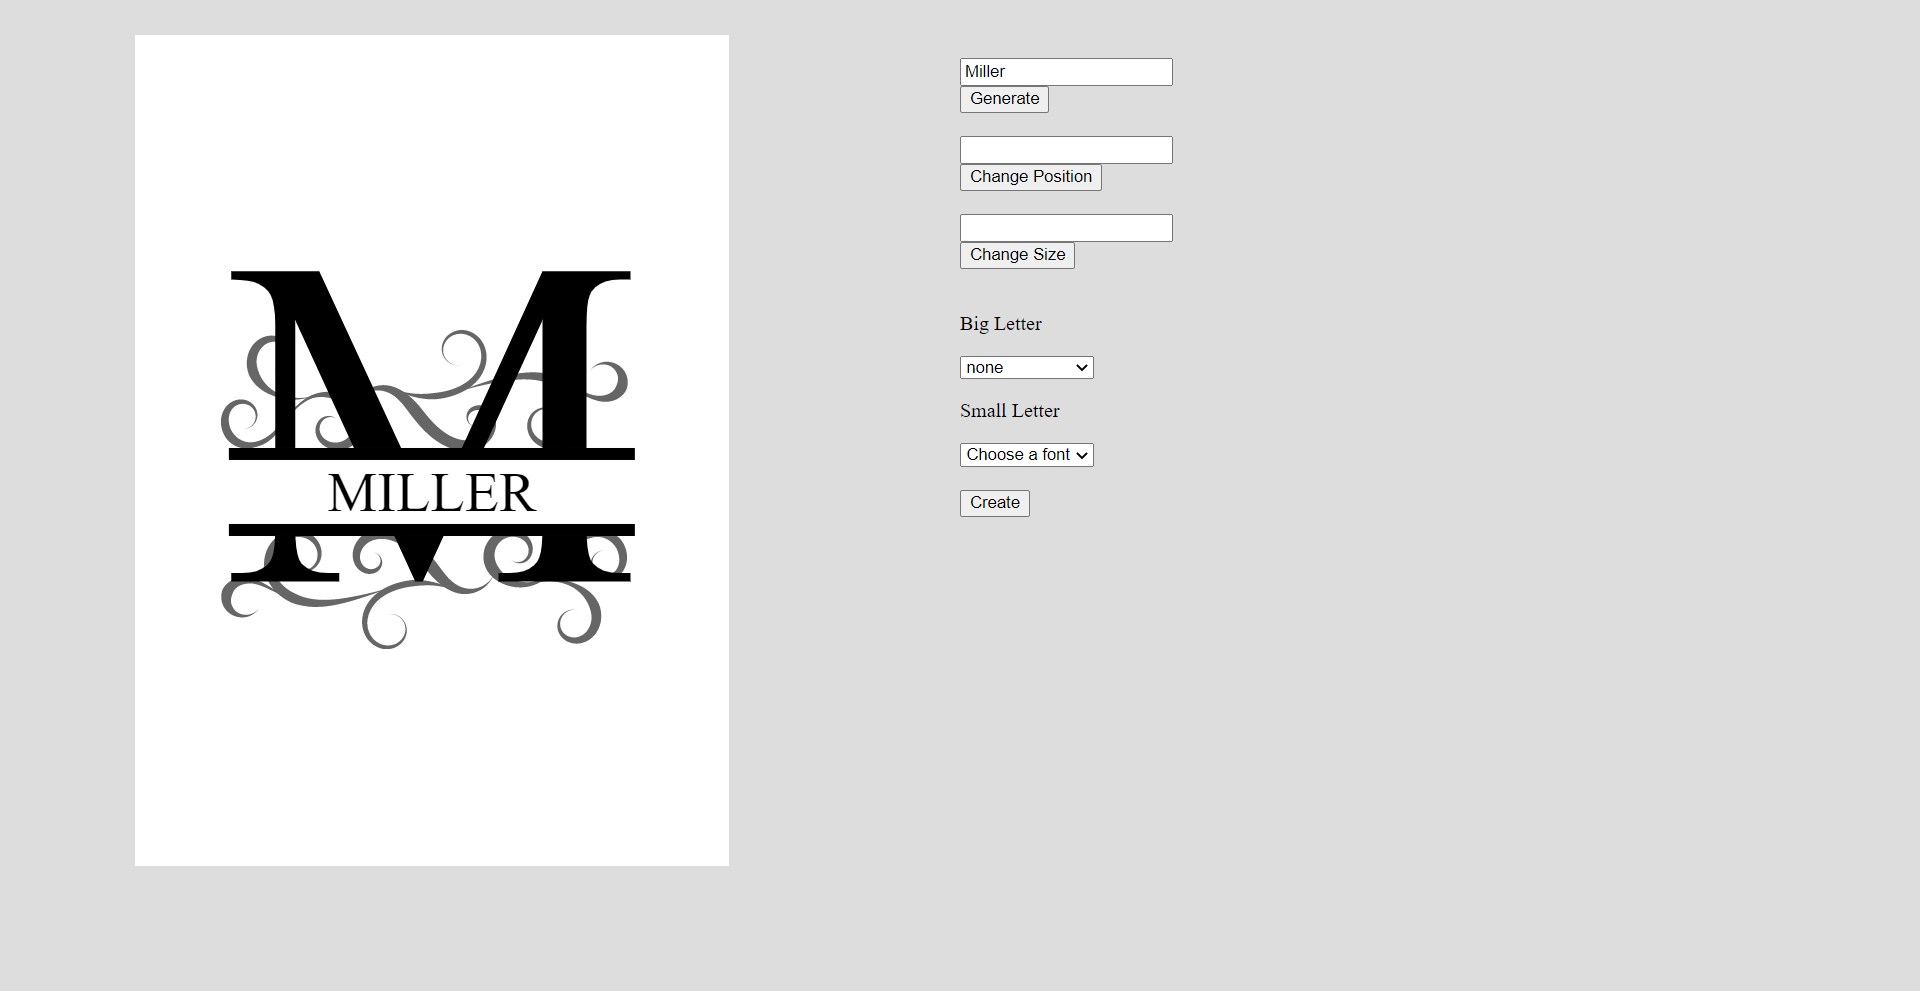 M
MILLER
Miller
Generate
Change Position
Change Size
Big Letter
none
Small Letter
Choose a font
Create